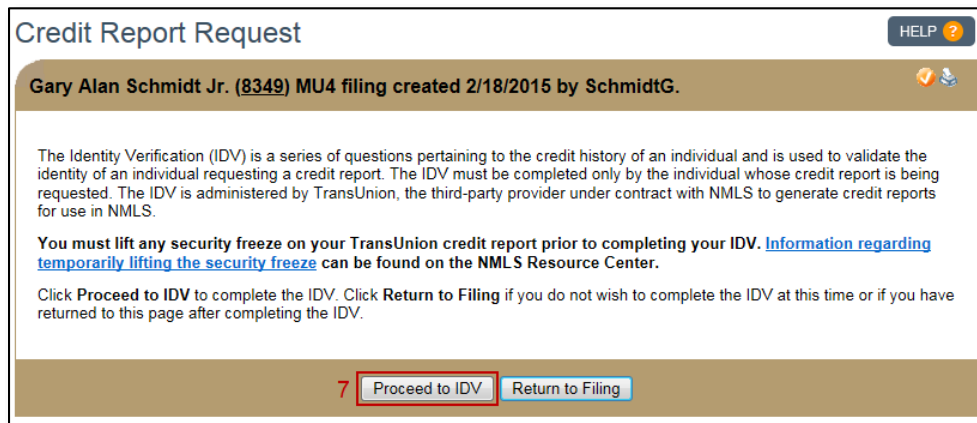 Credit Report Request
HELP ?
Gary Alan Schmidt Jr. (8349) MU4 filing created 2/18/2015 by SchmidtG.
The Identity Verification (IDV) is a series of questions pertaining to the credit history of an individual and is used to validate the
identity of an individual requesting a credit report. The IDV must be completed only by the individual whose credit report is being
requested. The IDV is administered by TransUnion, the third-party provider under contract with NMLS to generate credit reports
for use in NMLS.
You must lift any security freeze on your TransUnion credit report prior to completing your IDV. Information regarding
temporarily lifting the security freeze can be found on the NMLS Resource Center.
Click Proceed to IDV to complete the IDV. Click Return to Filing if you do not wish to complete the IDV at this time or if you have
returned to this page after completing the IDV.
7 Proceed to IDV Return to Filing